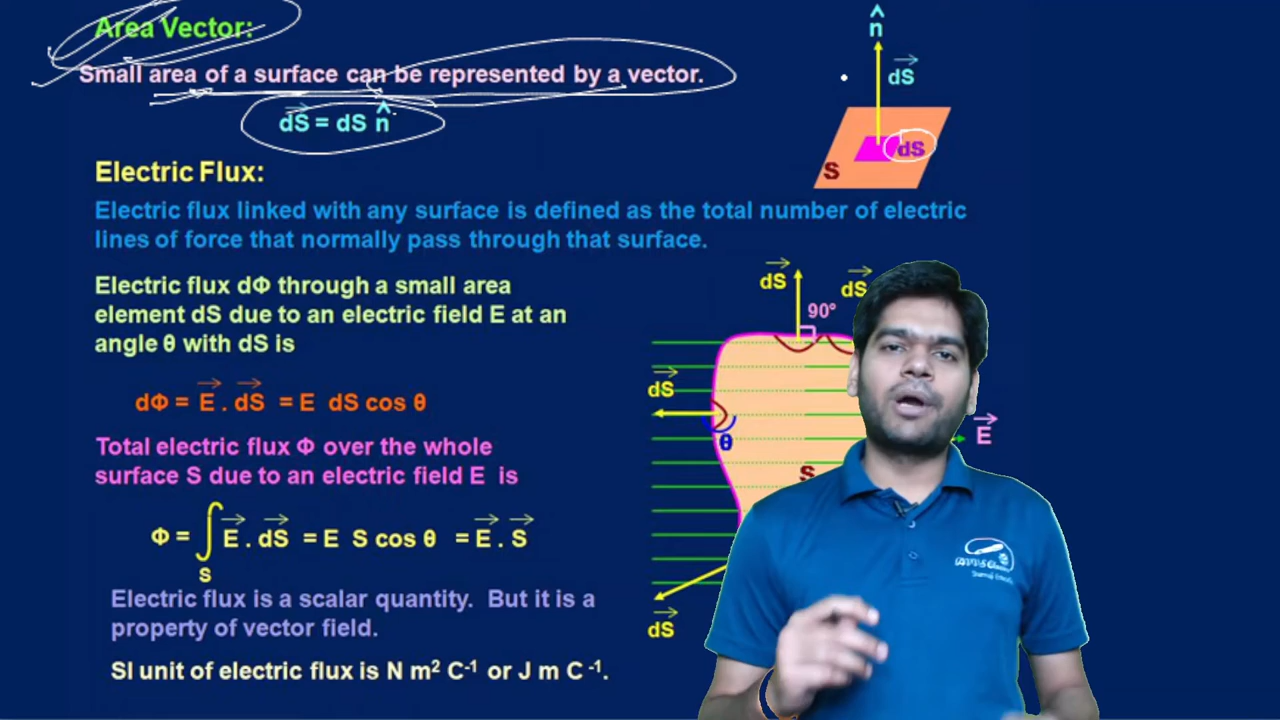 Area Vector:
Small area of a surface can be represented by a vector.
dS = dS n̂
n̂
dS
dS
S
Electric Flux:
Electric flux linked with any surface is defined as the total number of electric
lines of force that normally pass through that surface.
Electric flux dΦ through a small area
element dS due to an electric field E at an
angle θ with dS is
dΦ = E . dS = E dS cos θ
Total electric flux Φ over the whole
surface S due to an electric field E is
Φ = ∫ E . dS = E S cos θ = E . S
S
Electric flux is a scalar quantity. But it is a
property of vector field.
SI unit of electric flux is N m² C⁻¹ or J m C⁻¹.
dS
dS
90°
dS
θ
E
S
dS